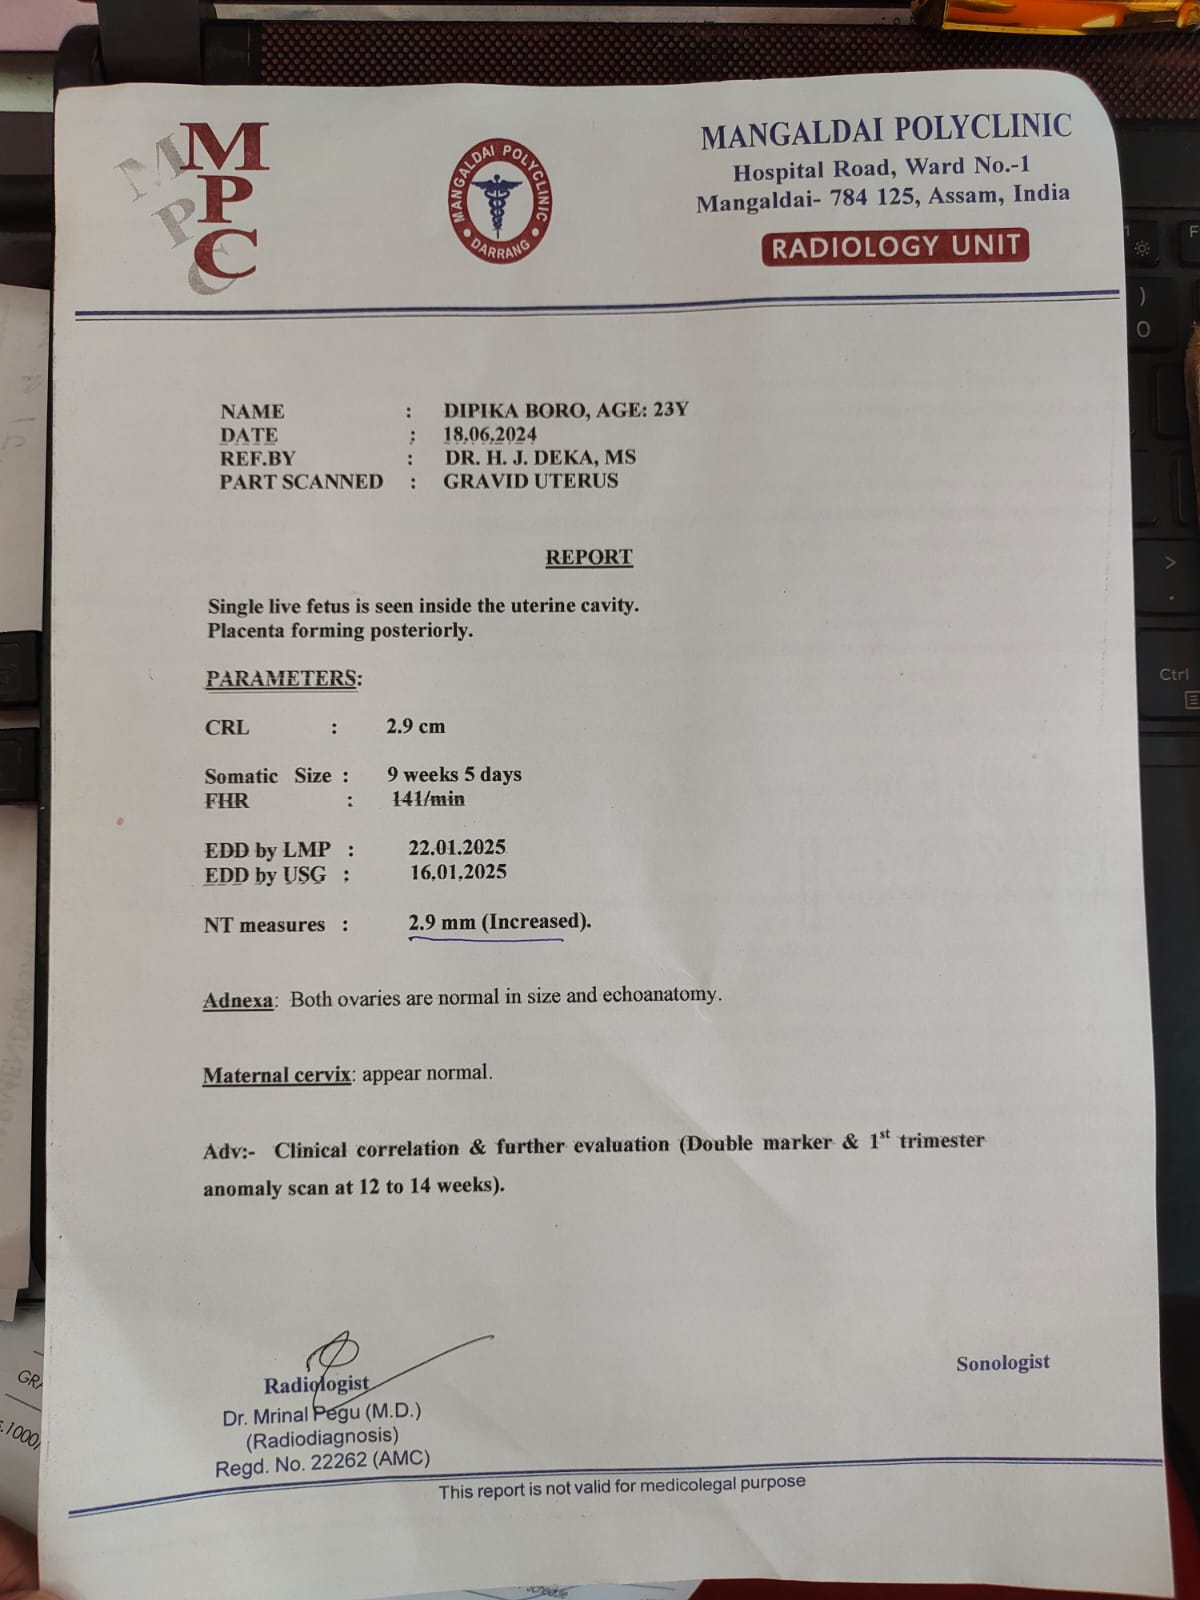 M
P
C
MANGALDAI POLYCLINIC
DARRANG
MANGALDAI POLYCLINIC
Hospital Road, Ward No.-1
Mangaldai- 784 125, Assam, India
RADIOLOGY UNIT
NAME : DIPIKA BORO, AGE: 23Y
DATE : 18.06.2024
REF.BY : DR. H. J. DEKA, MS
PART SCANNED : GRAVID UTERUS
REPORT
Single live fetus is seen inside the uterine cavity.
Placenta forming posteriorly.
PARAMETERS:
CRL : 2.9 cm
Somatic Size : 9 weeks 5 days
FHR : 141/min
EDD by LMP : 22.01.2025
EDD by USG : 16.01.2025
NT measures : 2.9 mm (Increased).
Adnexa: Both ovaries are normal in size and echoanatomy.
Maternal cervix: appear normal.
Adv:- Clinical correlation & further evaluation (Double marker & 1st trimester
anomaly scan at 12 to 14 weeks).
Radiologist
Sonologist
Dr. Mrinal Pegu (M.D.)
(Radiodiagnosis)
Regd. No. 22262 (AMC)
This report is not valid for medicolegal purpose
Ctrl